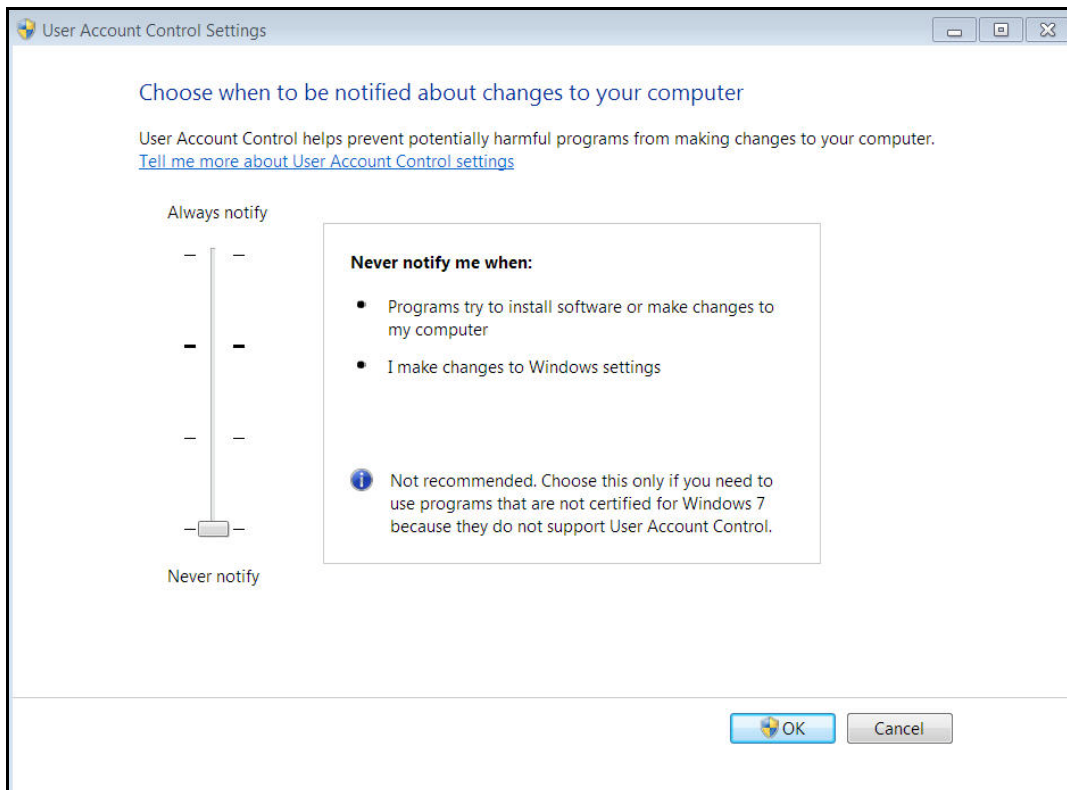 User Account Control Settings
Choose when to be notified about changes to your computer
User Account Control helps prevent potentially harmful programs from making changes to your computer.
Tell me more about User Account Control settings
Always notify
Never notify me when:
• Programs try to install software or make changes to
my computer
• I make changes to Windows settings
Not recommended. Choose this only if you need to
use programs that are not certified for Windows 7
because they do not support User Account Control.
Never notify
OK
Cancel